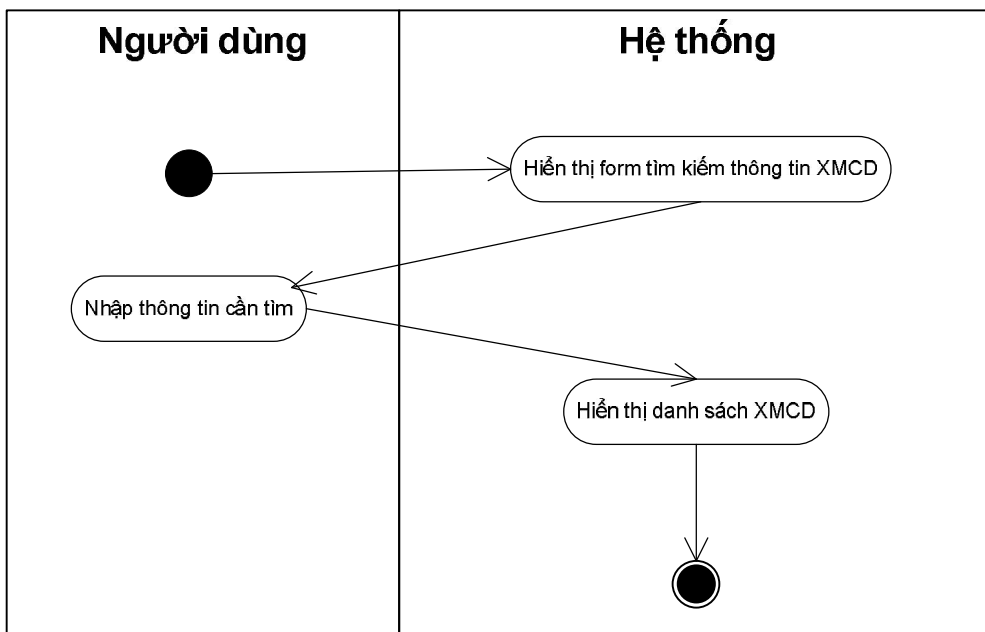 Người dùng
Hệ thống
Hiển thị form tìm kiếm thông tin XMCD
Nhập thông tin cần tìm
Hiển thị danh sách XMCD